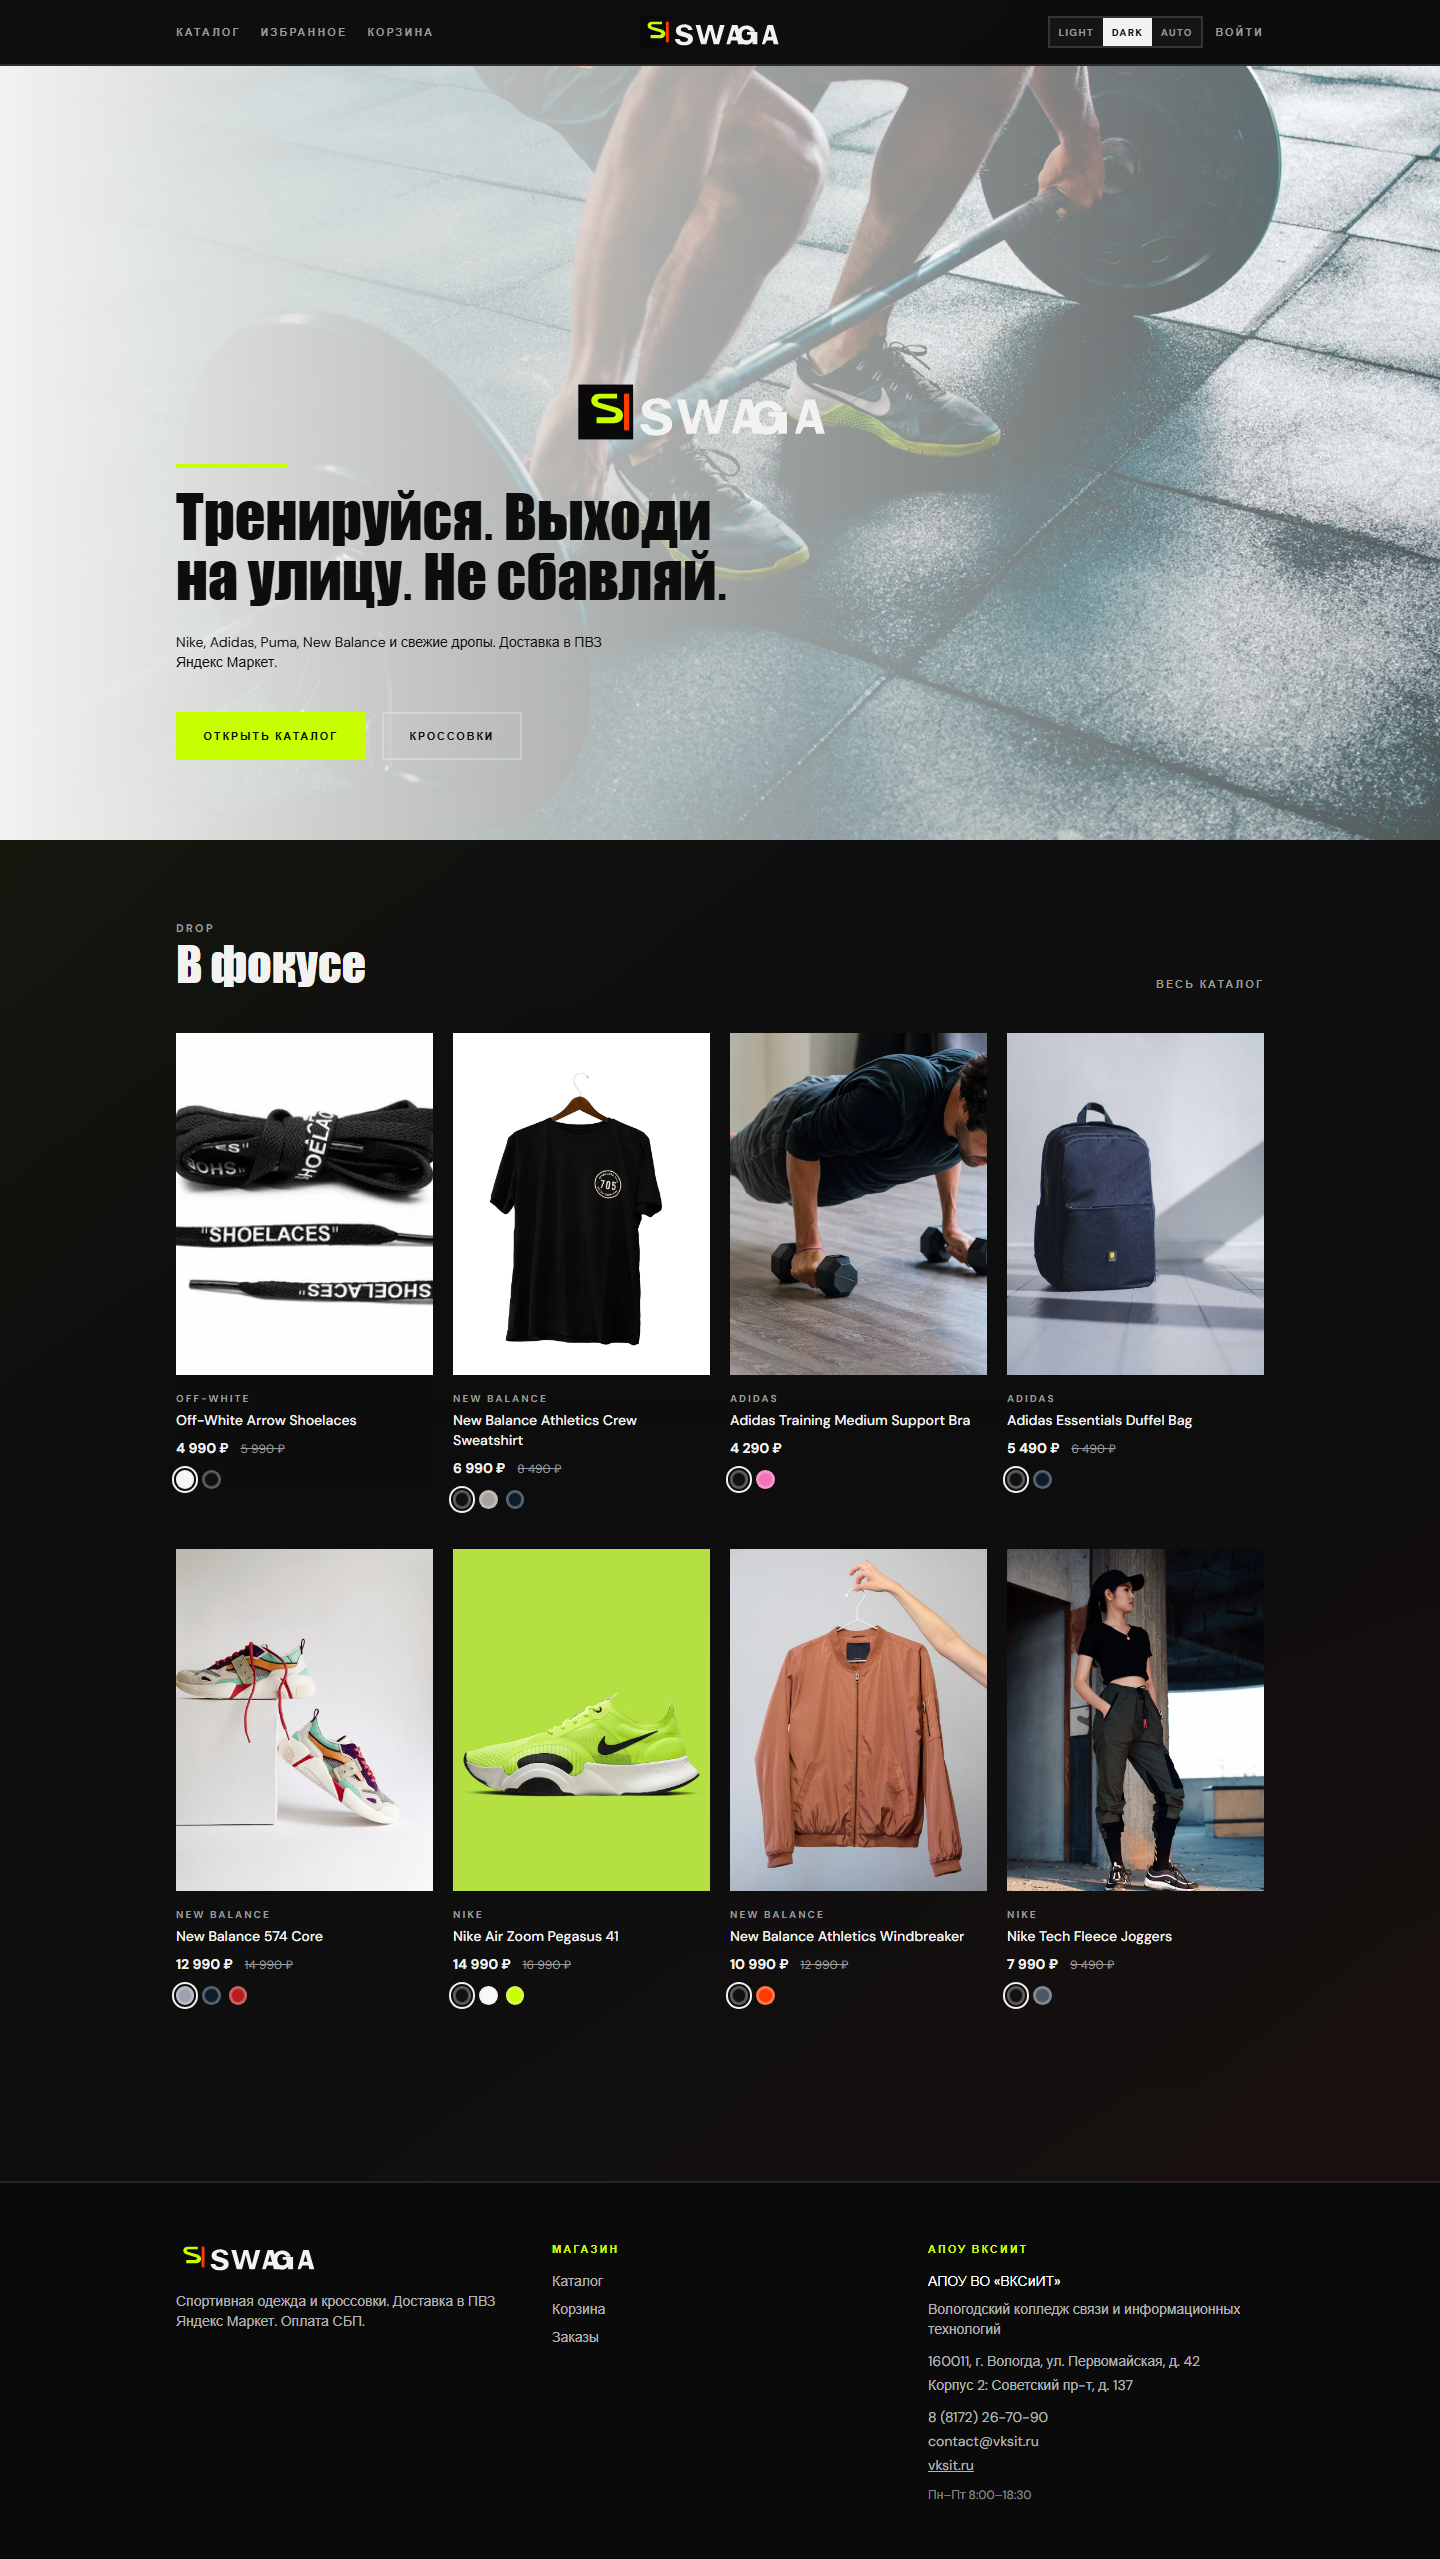 КАТАЛОГ ИЗБРАННОЕ КОРЗИНА
S SWAGA
LIGHT DARK AUTO ВОЙТИ
S SWAGA
Тренируйся. Выходи
на улицу. Не сбавляй.
Nike, Adidas, Puma, New Balance и свежие дропы. Доставка в ПВЗ
Яндекс Маркет.
ОТКРЫТЬ КАТАЛОГ КРОССОВКИ
DROP
В фокусе
ВЕСЬ КАТАЛОГ
"SHOELACES"
"SHOELACES
705
OFF-WHITE
Off-White Arrow Shoelaces
4 990 ₽ 5 990 ₽
NEW BALANCE
New Balance Athletics Crew
Sweatshirt
6 990 ₽ 8 490 ₽
ADIDAS
Adidas Training Medium Support Bra
4 290 ₽
ADIDAS
Adidas Essentials Duffel Bag
5 490 ₽ 6 490 ₽
NEW BALANCE
New Balance 574 Core
12 990 ₽ 14 990 ₽
NIKE
Nike Air Zoom Pegasus 41
14 990 ₽ 16 990 ₽
NEW BALANCE
New Balance Athletics Windbreaker
10 990 ₽ 12 990 ₽
NIKE
Nike Tech Fleece Joggers
7 990 ₽ 9 490 ₽
S SWAGA
Спортивная одежда и кроссовки. Доставка в ПВЗ
Яндекс Маркет. Оплата СБП.
МАГАЗИН
Каталог
Корзина
Заказы
АПОУ ВКСИИТ
АПОУ ВО «ВКСиИТ»
Вологодский колледж связи и информационных
технологий
160011, г. Вологда, ул. Первомайская, д. 42
Корпус 2: Советский пр-т, д. 137
8 (8172) 26-70-90
contact@vksit.ru
vksit.ru
Пн–Пт 8:00–18:30